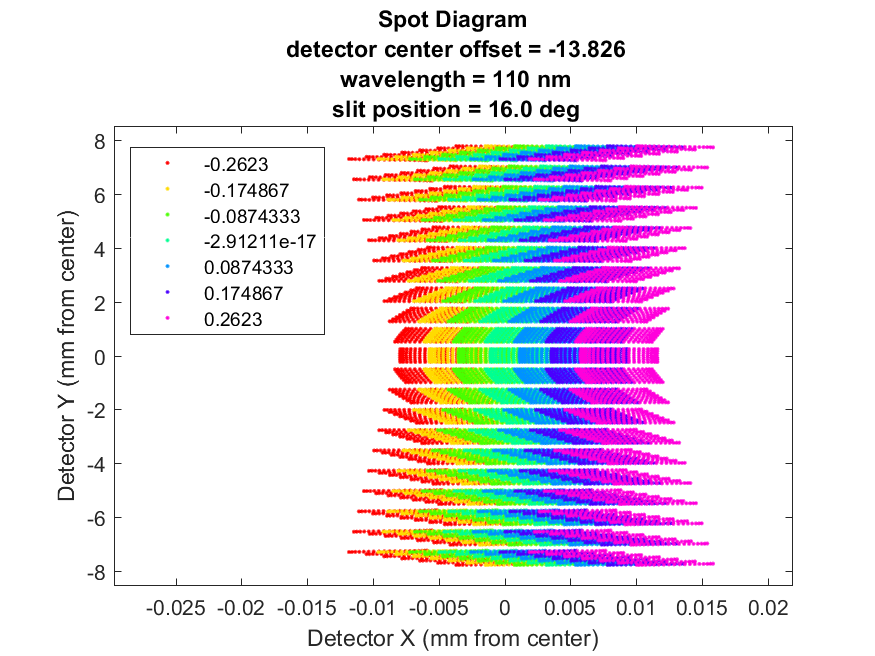 Spot Diagram
detector center offset = -13.826
wavelength = 110 nm
slit position = 16.0 deg
-0.2623
-0.174867
-0.0874333
-2.91211e-17
0.0874333
0.174867
0.2623
8
6
4
2
0
-2
-4
-6
-8
Detector Y (mm from center)
-0.025 -0.02 -0.015 -0.01 -0.005 0 0.005 0.01 0.015 0.02
Detector X (mm from center)